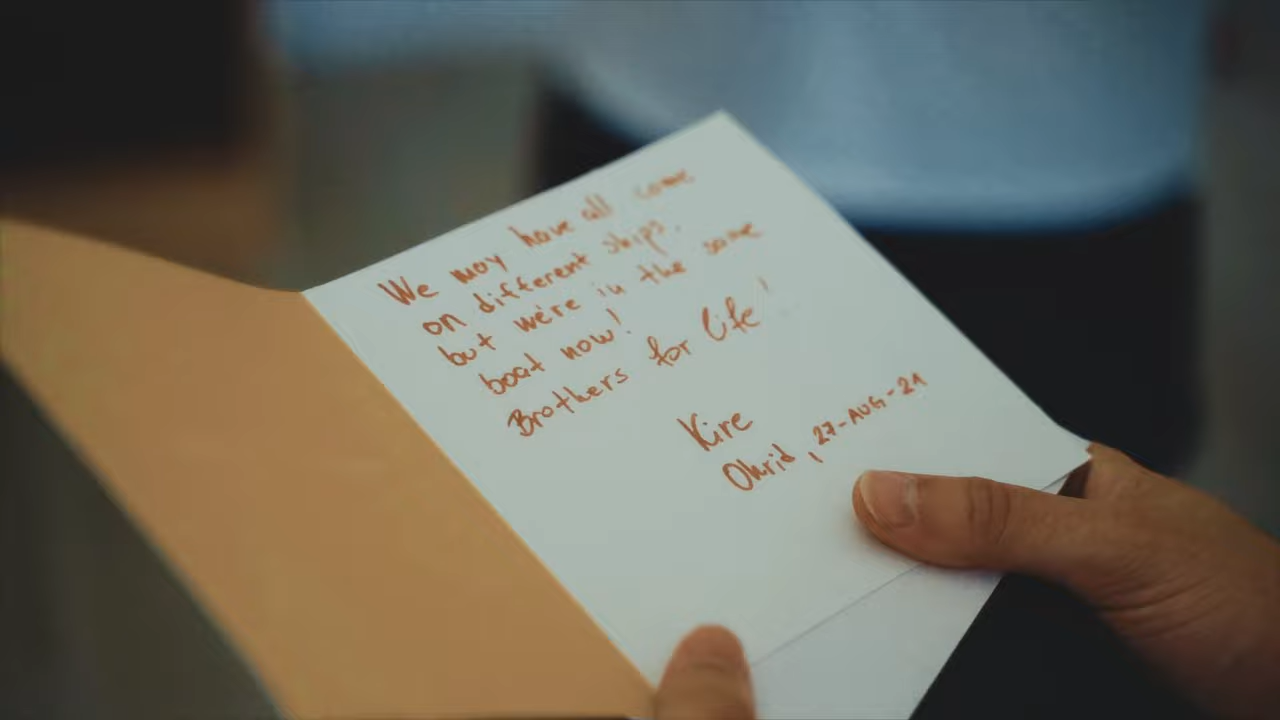 We may have all come
on different ships.
but we're in the same
boat now!
Brothers for life!
Kire
Ohrid, 27-AUG-21